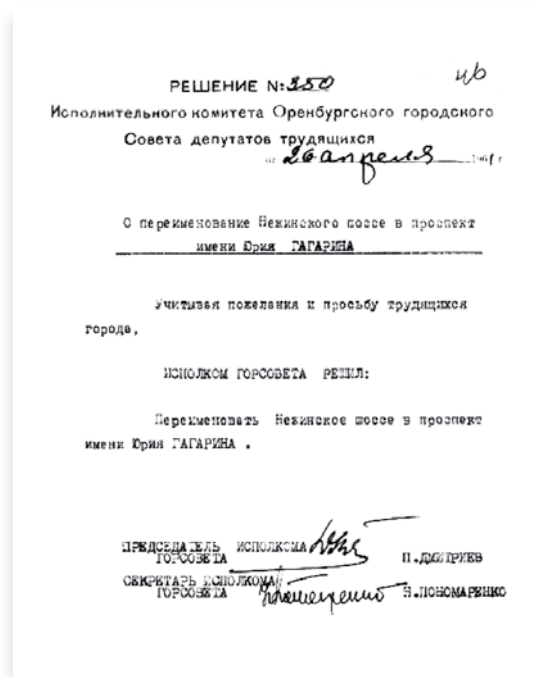 46
РЕШЕНИЕ №: 350
Исполнительного комитета Оренбургского городского
Совета депутатов трудящихся
от 26 апреля 1961 г
О переименование Нежинского шоссе в проспект
имени Юрия ГАГАРИНА
Учитывая пожелания и просьбу трудящихся
города,
ИСПОЛКОМ ГОРСОВЕТА РЕШИЛ:
Переименовать Нежинское шоссе в проспект
имени Юрия ГАГАРИНА .
ПРЕДСЕДАТЕЛЬ ИСПОЛКОМА
ГОРСОВЕТА П.ДМИТРИЕВ
СЕКРЕТАРЬ ИСПОЛКОМА
ГОРСОВЕТА Н.ПОНОМАРЕНКО